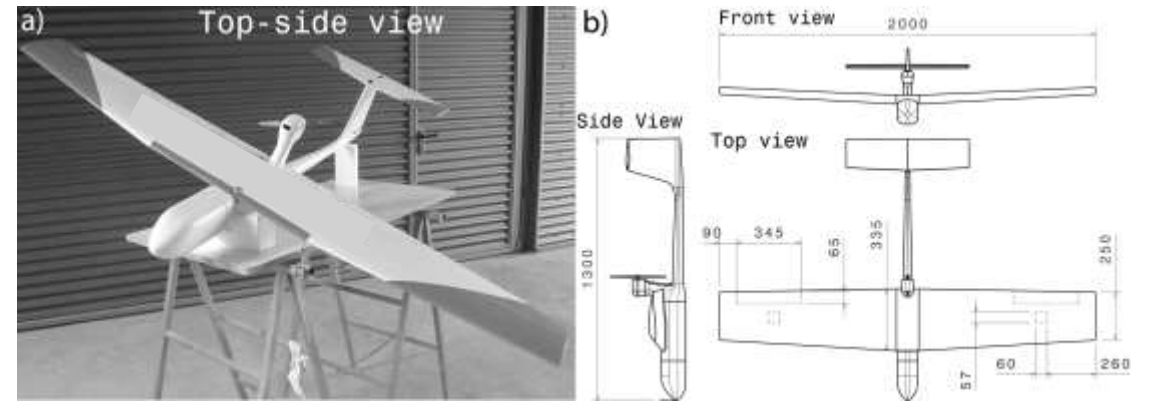 a)
Top-side view
b)
Front view
2000
Side View
Top view
1300
90
345
65
335
250
60
57
260